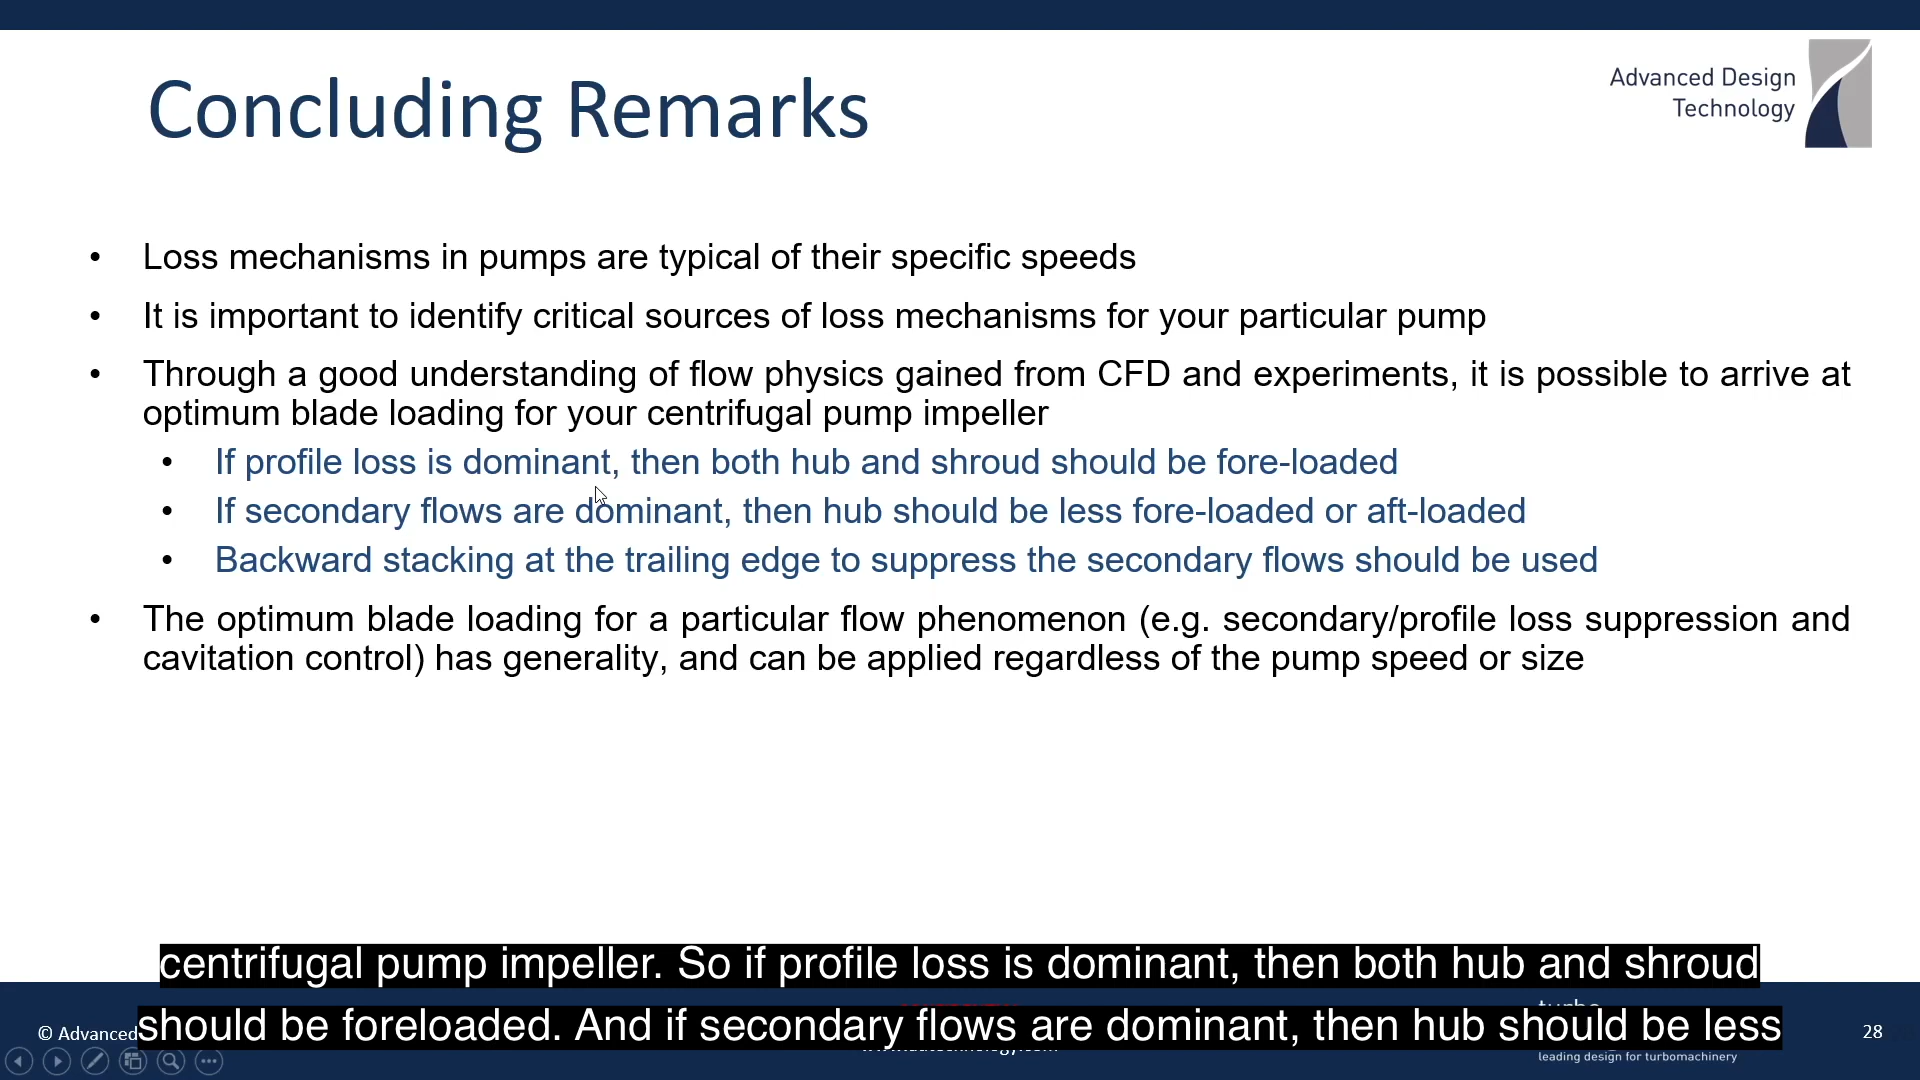 Concluding Remarks
Advanced Design
Technology
• Loss mechanisms in pumps are typical of their specific speeds
• It is important to identify critical sources of loss mechanisms for your particular pump
• Through a good understanding of flow physics gained from CFD and experiments, it is possible to arrive at
optimum blade loading for your centrifugal pump impeller
• If profile loss is dominant, then both hub and shroud should be fore-loaded
• If secondary flows are dominant, then hub should be less fore-loaded or aft-loaded
• Backward stacking at the trailing edge to suppress the secondary flows should be used
• The optimum blade loading for a particular flow phenomenon (e.g. secondary/profile loss suppression and
cavitation control) has generality, and can be applied regardless of the pump speed or size
centrifugal pump impeller. So if profile loss is dominant, then both hub and shroud
should be foreloaded. And if secondary flows are dominant, then hub should be less
© Advanced
28
leading design for turbomachinery